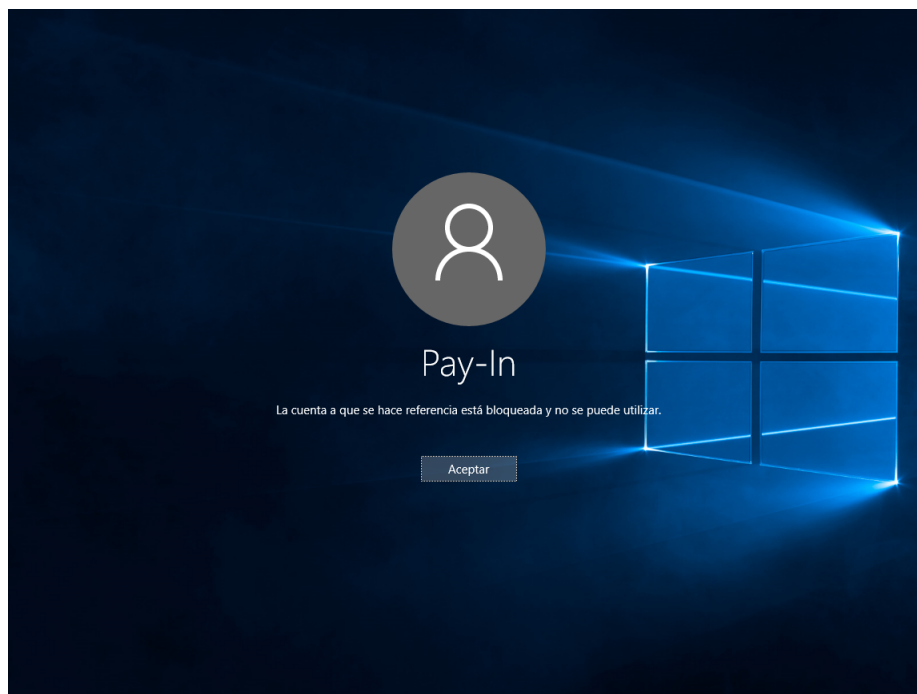 Pay-In
La cuenta a que se hace referencia está bloqueada y no se puede utilizar.
Aceptar